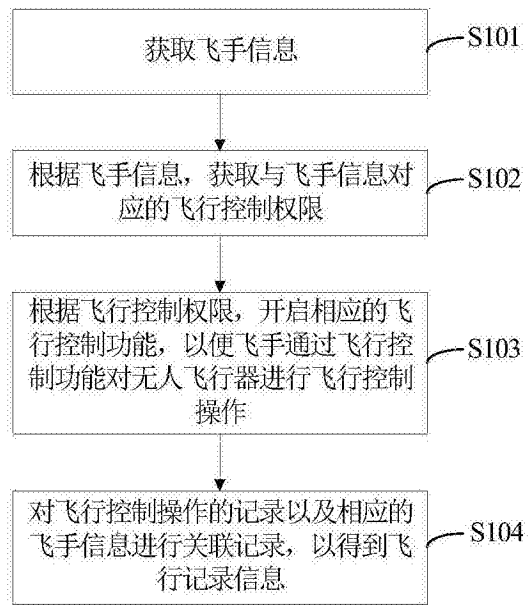 获取飞手信息
S101
根据飞手信息，获取与飞手信息对
应的飞行控制权限
S102
根据飞行控制权限，开启相应的飞
行控制功能，以便飞手通过飞行控
制功能对无人飞行器进行飞行控制
操作
S103
对飞行控制操作的记录以及相应的
飞手信息进行关联记录，以得到飞
行记录信息
S104